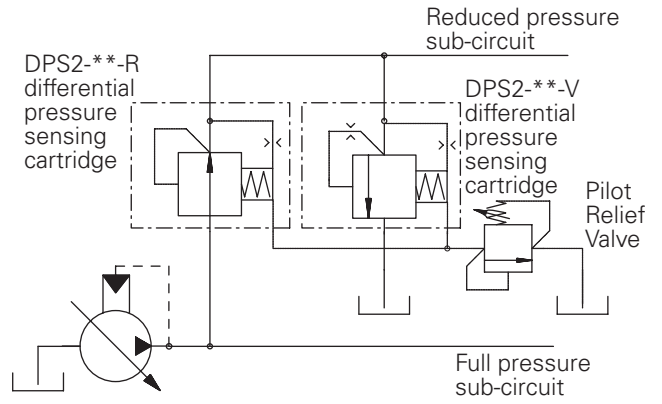 Reduced pressure
sub-circuit
DPS2-**-R
differential
pressure
sensing
cartridge
DPS2-**-V
differential
pressure
sensing
cartridge
Pilot
Relief
Valve
Full pressure
sub-circuit